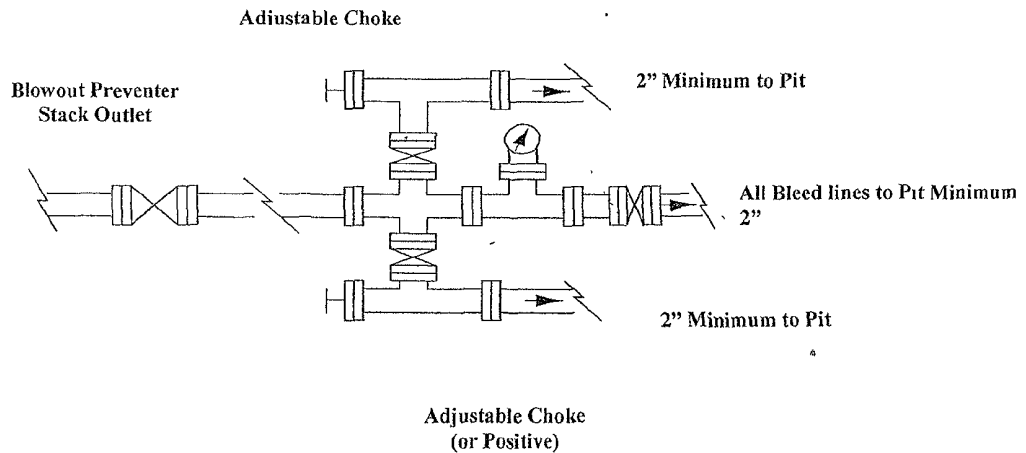 Adjustable Choke
Blowout Preventer
Stack Outlet
2" Minimum to Pit
All Bleed lines to Pit Minimum
2"
2" Minimum to Pit
Adjustable Choke
(or Positive)